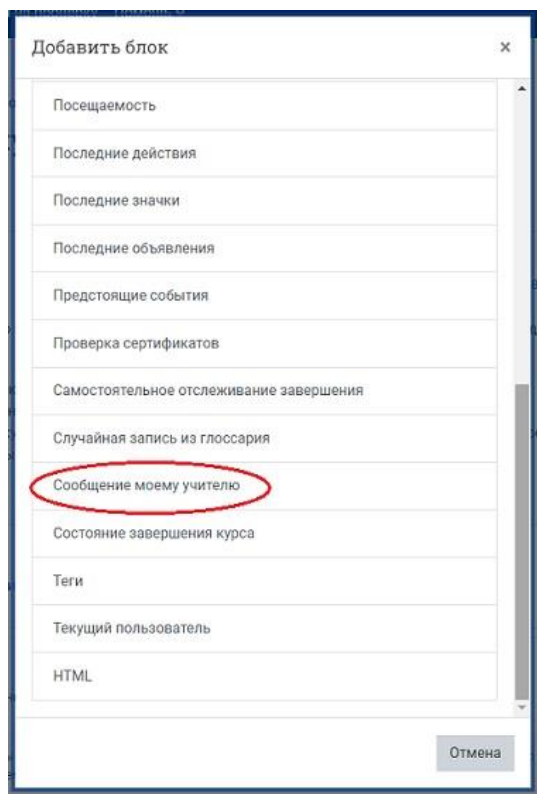 Добавить блок
×
Посещаемость
Последние действия
Последние значки
Последние объявления
Предстоящие события
Проверка сертификатов
Самостоятельное отслеживание завершения
Случайная запись из глоссария
Сообщение моему учителю
Состояние завершения курса
Теги
Текущий пользователь
HTML
Отмена